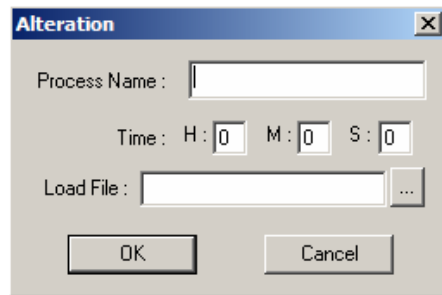 Alteration
Process Name :
Time : H : 0 M : 0 S : 0
Load File : ...
OK Cancel